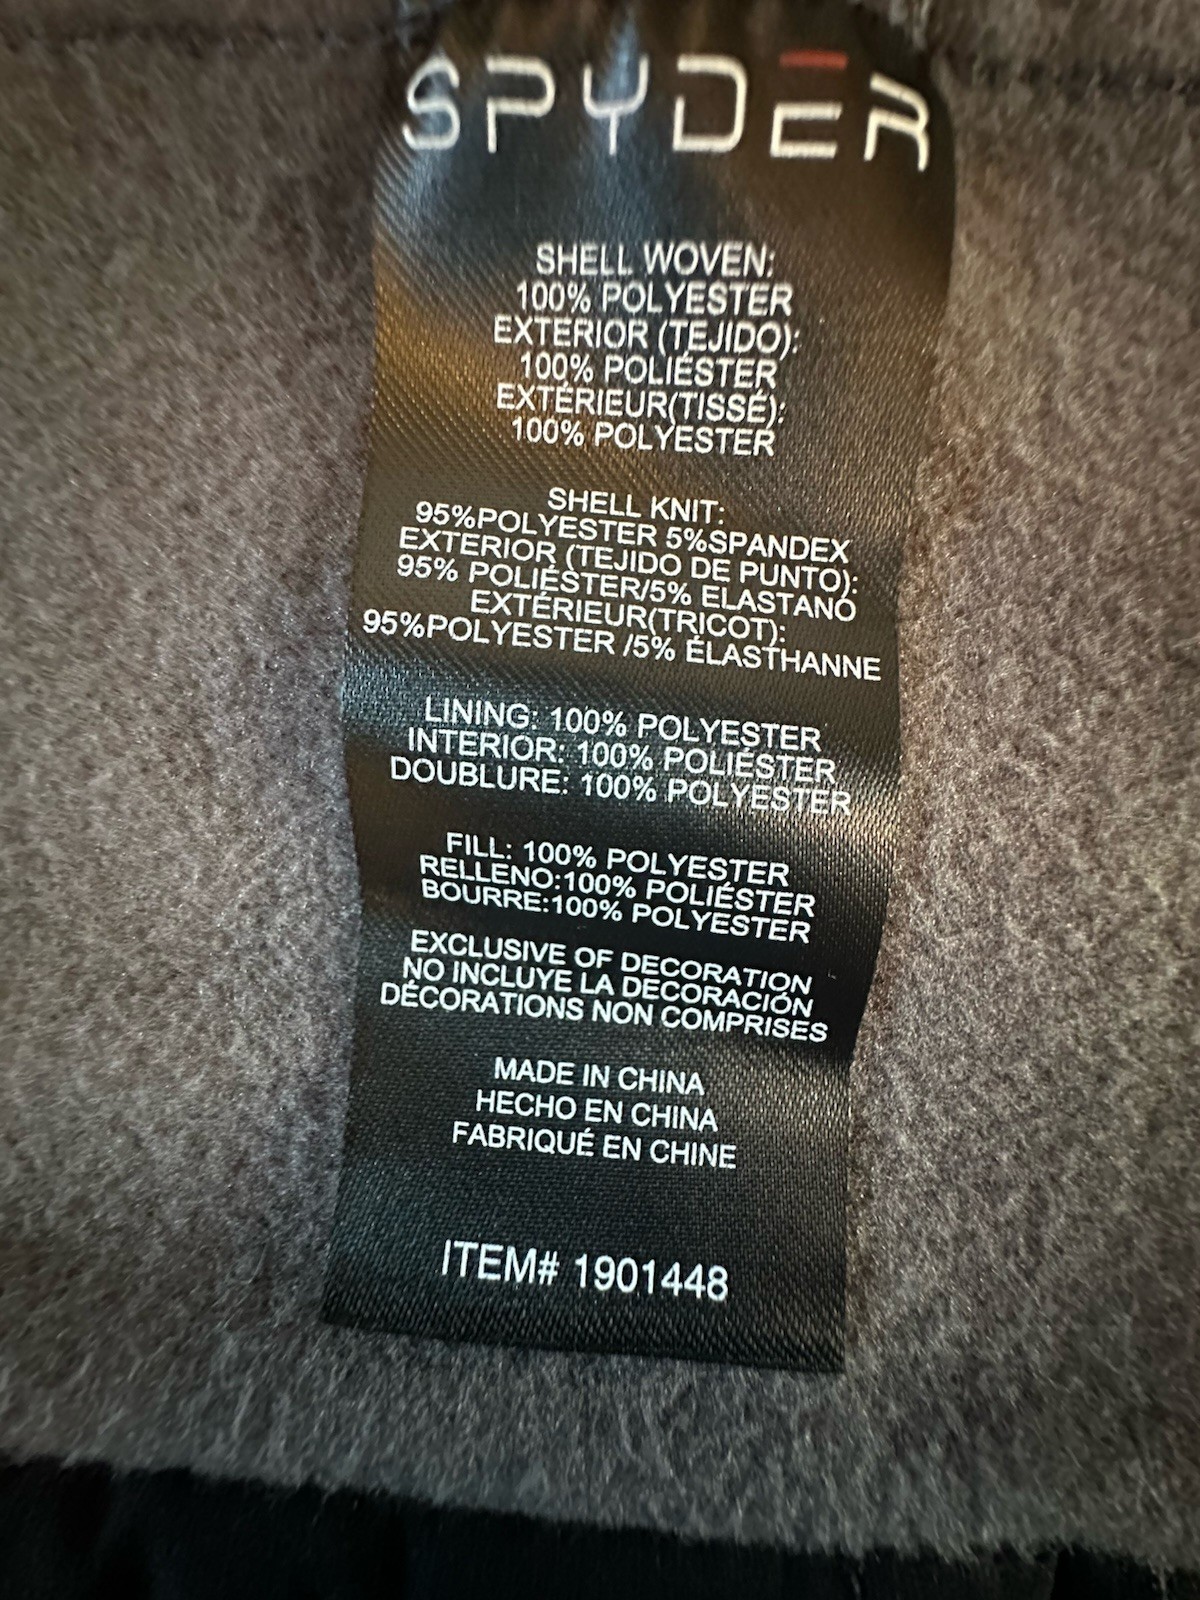 SPYDER
SHELL WOVEN:
100% POLYESTER
EXTERIOR (TEJIDO):
100% POLIÉSTER
EXTÉRIEUR(TISSÉ):
100% POLYESTER
SHELL KNIT:
95%POLYESTER 5%SPANDEX
EXTERIOR (TEJIDO DE PUNTO):
95% POLIÉSTER/5% ELASTANO
EXTÉRIEUR(TRICOT):
95%POLYESTER /5% ÉLASTHANNE
LINING: 100% POLYESTER
INTERIOR: 100% POLIÉSTER
DOUBLURE: 100% POLYESTER
FILL: 100% POLYESTER
RELLENO:100% POLIÉSTER
BOURRE:100% POLYESTER
EXCLUSIVE OF DECORATION
NO INCLUYE LA DECORACIÓN
DÉCORATIONS NON COMPRISES
MADE IN CHINA
HECHO EN CHINA
FABRIQUÉ EN CHINE
ITEM# 1901448